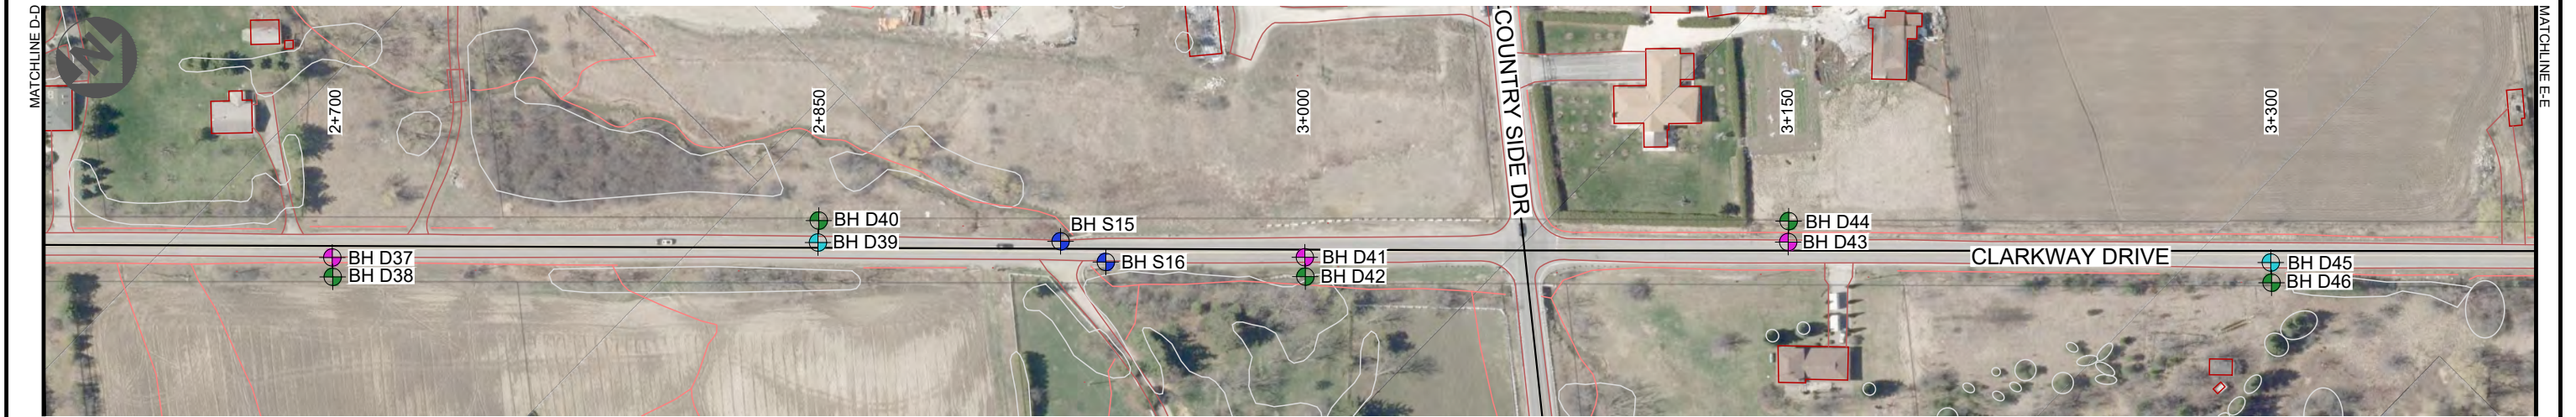 MATCHLINE D-D
N
2+700
2+850
3+000
COUNTRY SIDE DR
3+150
3+300
MATCHLINE E-E
BH D40
BH D39
BH S15
BH D44
BH D43
BH D37
BH D38
BH S16
BH D41
BH D42
CLARKWAY DRIVE
BH D45
BH D46